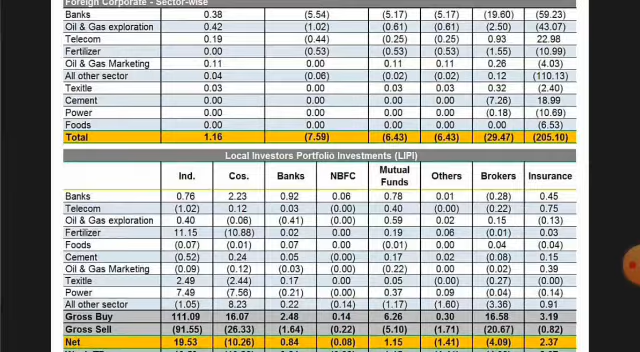 Foreign Corporate - Sector-wise
Banks 0.38 (5.54) (5.17) (5.17) (19.60) (59.23)
Oil & Gas exploration 0.42 (1.02) (0.61) (0.61) (2.50) (43.07)
Telecom 0.19 (0.44) (0.25) (0.25) 0.93 22.98
Fertilizer 0.00 (0.53) (0.53) (0.53) (1.55) (10.99)
Oil & Gas Marketing 0.11 0.00 0.11 0.11 0.26 (4.03)
All other sector 0.04 (0.06) (0.02) (0.02) 0.12 (110.13)
Texitle 0.03 0.00 0.03 0.03 0.32 (2.40)
Cement 0.00 0.00 0.00 0.00 (7.26) 18.99
Power 0.00 0.00 0.00 0.00 (0.18) (10.69)
Foods 0.00 0.00 0.00 0.00 0.00 (6.53)
Total 1.16 (7.59) (6.43) (6.43) (29.47) (205.10)
Local Investors Portfolio Investments (LIPI)
Ind. Cos. Banks NBFC Mutual Funds Others Brokers Insurance
Banks 0.76 2.23 0.92 0.06 0.78 0.01 (0.28) 0.45
Telecom (1.02) 0.12 0.03 (0.00) 0.40 (0.00) (0.22) 0.75
Oil & Gas exploration 0.40 (0.06) (0.41) (0.00) 0.59 0.02 0.15 (0.13)
Fertilizer 11.15 (10.88) 0.02 0.00 0.19 0.06 (0.01) 0.03
Foods (0.07) (0.01) 0.07 0.00 (0.01) 0.00 0.04 (0.04)
Cement (0.52) 0.24 0.05 (0.00) 0.17 0.02 (0.08) 0.15
Oil & Gas Marketing (0.09) (0.12) (0.03) (0.00) (0.22) 0.00 (0.02) 0.39
Texitle 2.49 (2.44) 0.17 (0.00) 0.05 (0.00) (0.27) (0.00)
Power 7.49 (7.56) (0.21) (0.00) 0.37 0.09 (0.04) (0.14)
All other sector (1.05) 8.23 0.22 (0.14) (1.17) (1.60) (3.36) 0.91
Gross Buy 111.09 16.07 2.48 0.14 6.26 0.30 16.58 3.19
Gross Sell (91.55) (26.33) (1.64) (0.22) (5.10) (1.71) (20.67) (0.82)
Net 19.53 (10.26) 0.84 (0.08) 1.15 (1.41) (4.09) 2.37